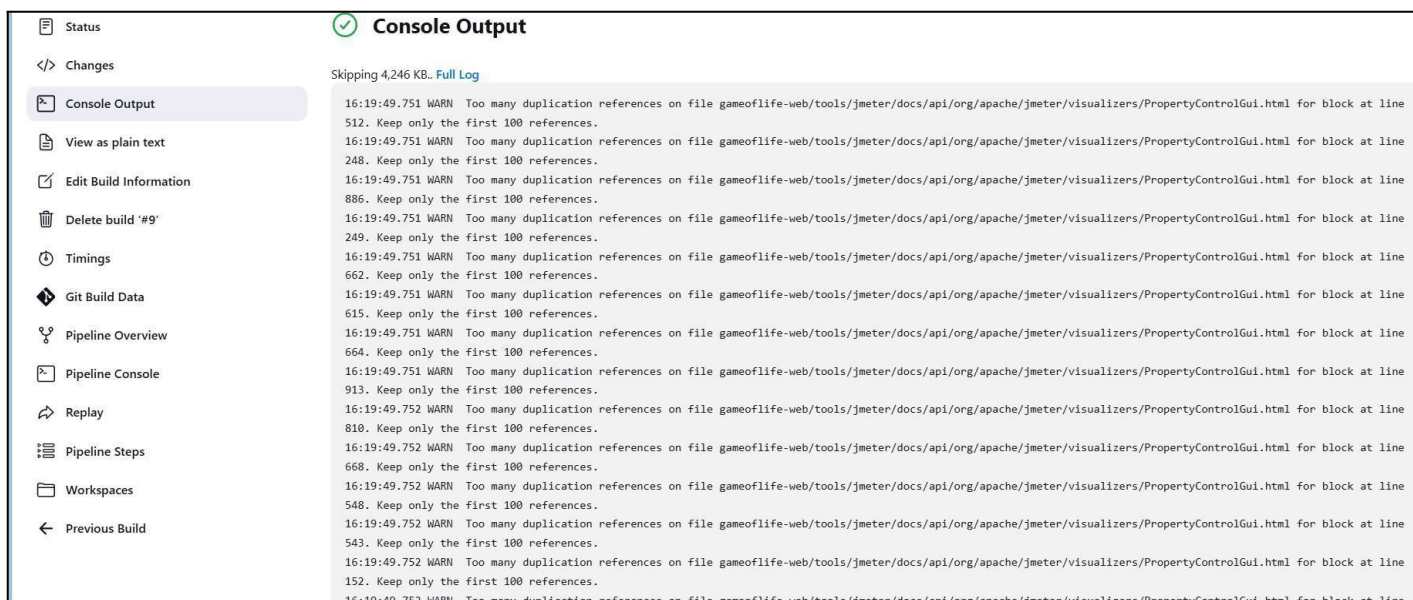 Status
Changes
Console Output
View as plain text
Edit Build Information
Delete build ‘#9’
Timings
Git Build Data
Pipeline Overview
Pipeline Console
Replay
Pipeline Steps
Workspaces
Previous Build
Console Output
Skipping 4,246 KB.. Full Log
16:19:49.751 WARN  Too many duplication references on file gameoflife-web/tools/jmeter/docs/api/org/apache/jmeter/visualizers/PropertyControlGui.html for block at line
512. Keep only the first 100 references.
16:19:49.751 WARN  Too many duplication references on file gameoflife-web/tools/jmeter/docs/api/org/apache/jmeter/visualizers/PropertyControlGui.html for block at line
248. Keep only the first 100 references.
16:19:49.751 WARN  Too many duplication references on file gameoflife-web/tools/jmeter/docs/api/org/apache/jmeter/visualizers/PropertyControlGui.html for block at line
886. Keep only the first 100 references.
16:19:49.751 WARN  Too many duplication references on file gameoflife-web/tools/jmeter/docs/api/org/apache/jmeter/visualizers/PropertyControlGui.html for block at line
249. Keep only the first 100 references.
16:19:49.751 WARN  Too many duplication references on file gameoflife-web/tools/jmeter/docs/api/org/apache/jmeter/visualizers/PropertyControlGui.html for block at line
662. Keep only the first 100 references.
16:19:49.751 WARN  Too many duplication references on file gameoflife-web/tools/jmeter/docs/api/org/apache/jmeter/visualizers/PropertyControlGui.html for block at line
615. Keep only the first 100 references.
16:19:49.751 WARN  Too many duplication references on file gameoflife-web/tools/jmeter/docs/api/org/apache/jmeter/visualizers/PropertyControlGui.html for block at line
664. Keep only the first 100 references.
16:19:49.751 WARN  Too many duplication references on file gameoflife-web/tools/jmeter/docs/api/org/apache/jmeter/visualizers/PropertyControlGui.html for block at line
913. Keep only the first 100 references.
16:19:49.752 WARN  Too many duplication references on file gameoflife-web/tools/jmeter/docs/api/org/apache/jmeter/visualizers/PropertyControlGui.html for block at line
810. Keep only the first 100 references.
16:19:49.752 WARN  Too many duplication references on file gameoflife-web/tools/jmeter/docs/api/org/apache/jmeter/visualizers/PropertyControlGui.html for block at line
668. Keep only the first 100 references.
16:19:49.752 WARN  Too many duplication references on file gameoflife-web/tools/jmeter/docs/api/org/apache/jmeter/visualizers/PropertyControlGui.html for block at line
548. Keep only the first 100 references.
16:19:49.752 WARN  Too many duplication references on file gameoflife-web/tools/jmeter/docs/api/org/apache/jmeter/visualizers/PropertyControlGui.html for block at line
543. Keep only the first 100 references.
16:19:49.752 WARN  Too many duplication references on file gameoflife-web/tools/jmeter/docs/api/org/apache/jmeter/visualizers/PropertyControlGui.html for block at line
152. Keep only the first 100 references.